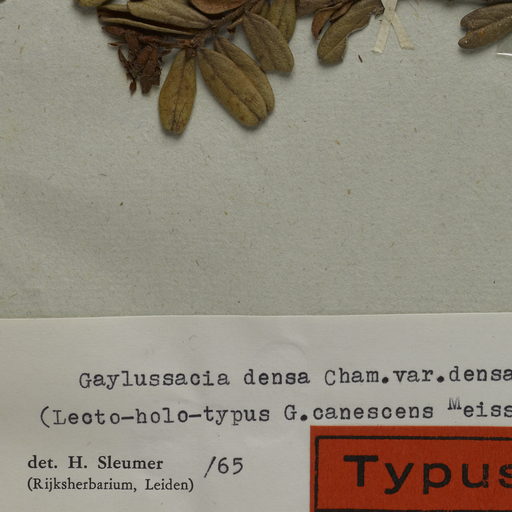 Gaylussacia densa Cham.var.densa
(Lecto-holo-typus G.canescens Meiss
det. H. Sleumer /65
(Rijksherbarium, Leiden)
Typus